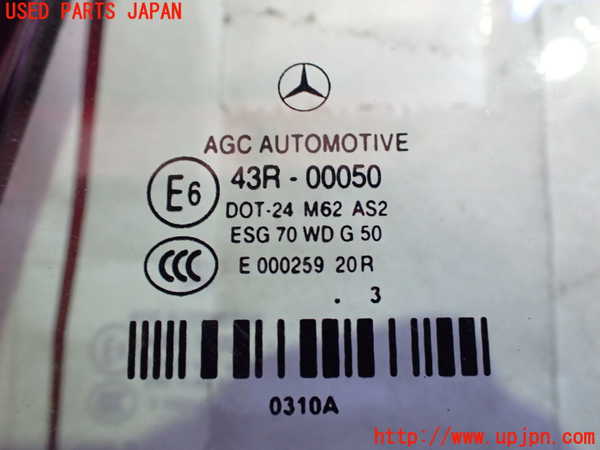 USED PARTS JAPAN
AGC AUTOMOTIVE
E6
43R - 00050
DOT-24 M62 AS2
ESG 70 WD G 50
CCC
E 000259 20R
. 3
0310A
http://www.upjpn.com/